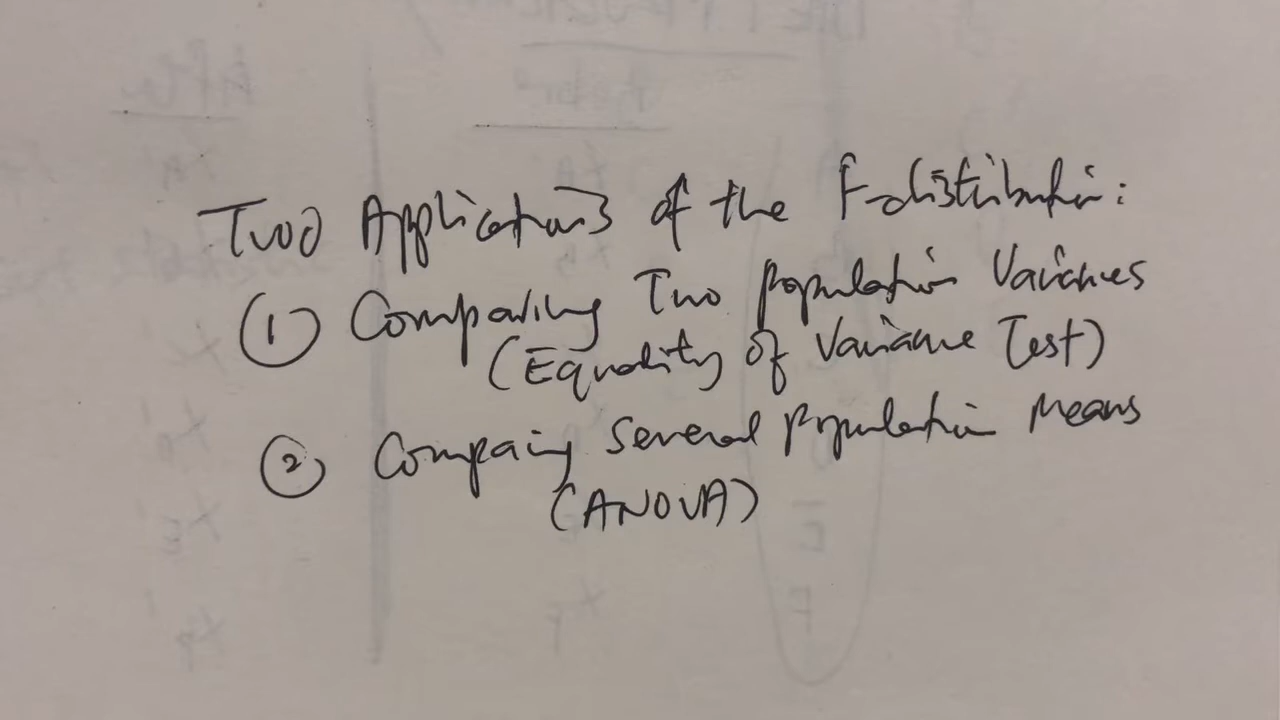 Two Applications of the F-distribution:
① Comparing Two Population Variances
(Equality of Variance Test)
② Comparing Several Population Means
(ANOVA)